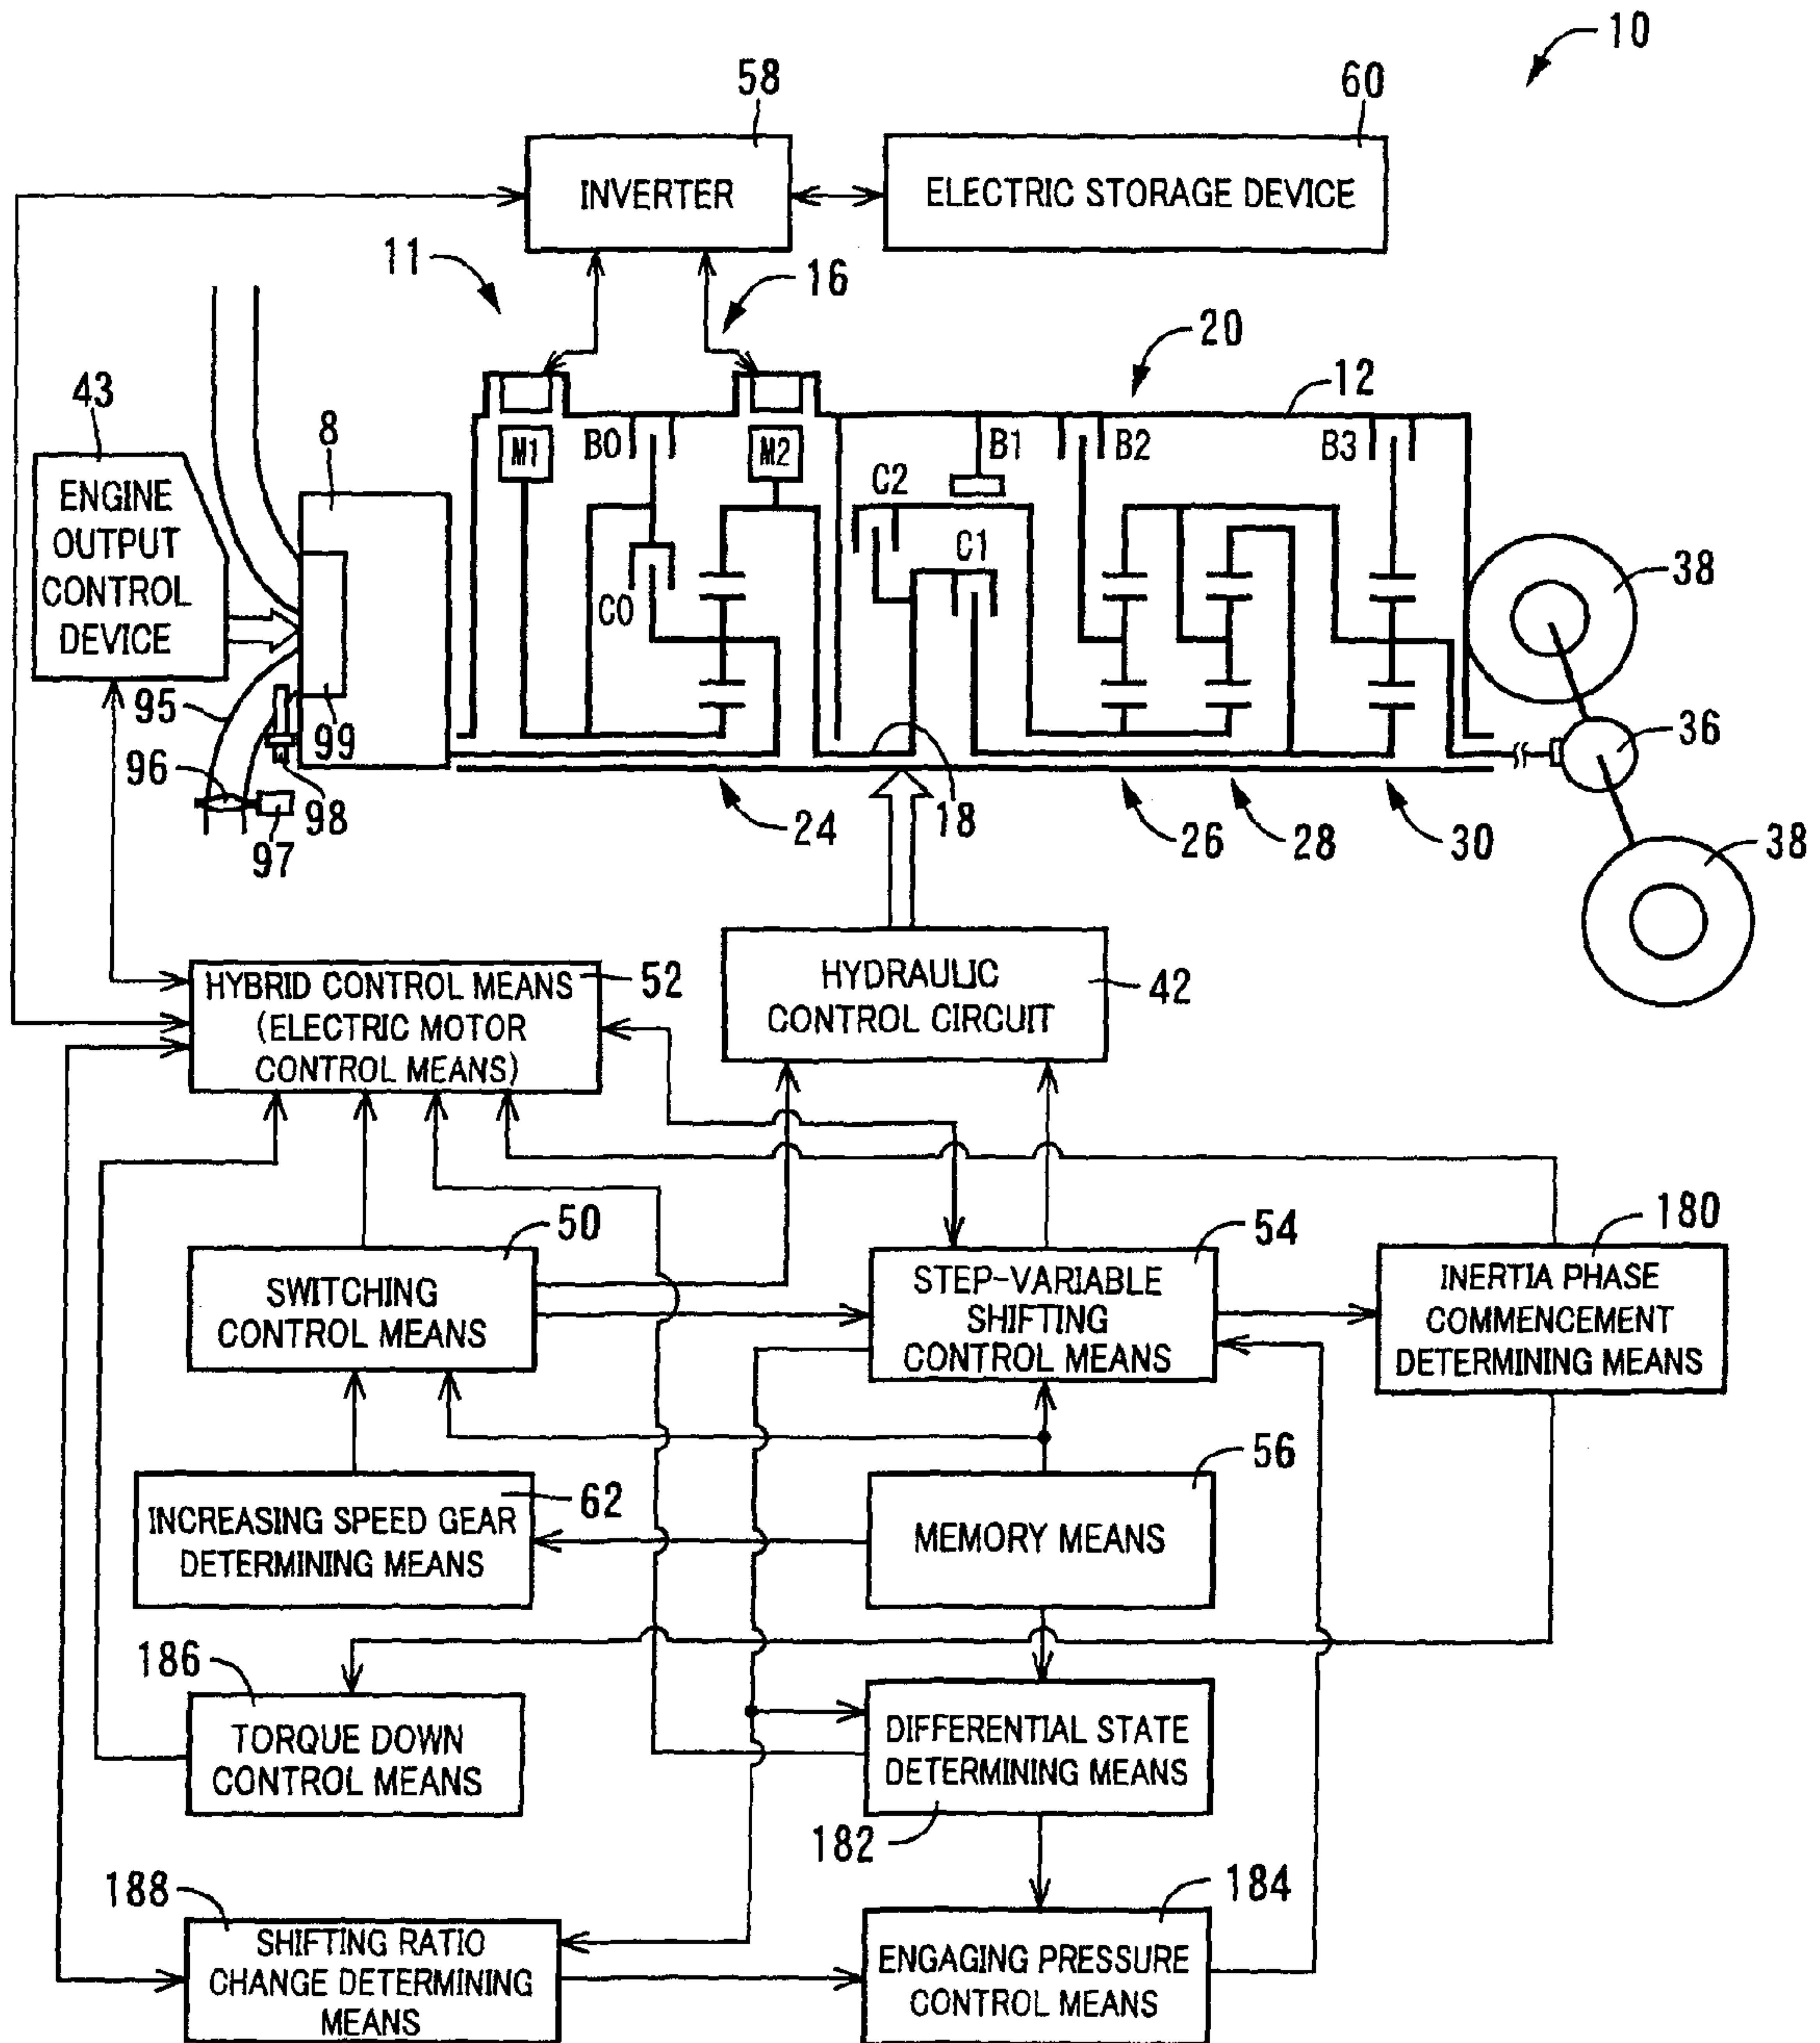 10
58
60
INVERTER
ELECTRIC STORAGE DEVICE
11
16
20
12
43
8
M1
B0
M2
B1
B2
B3
C2
C1
C0
ENGINE
OUTPUT
CONTROL
DEVICE
38
95
99
96
98
97
36
24
18
26
28
30
38
HYBRID CONTROL MEANS
(ELECTRIC MOTOR
CONTROL MEANS)
52
HYDRAULIC
CONTROL CIRCUIT
42
50
54
180
SWITCHING
CONTROL MEANS
STEP-VARIABLE
SHIFTING
CONTROL MEANS
INERTIA PHASE
COMMENCEMENT
DETERMINING MEANS
56
62
INCREASING SPEED GEAR
DETERMINING MEANS
MEMORY MEANS
186
TORQUE DOWN
CONTROL MEANS
DIFFERENTIAL STATE
DETERMINING MEANS
182
188
184
SHIFTING RATIO
CHANGE DETERMINING
MEANS
ENGAGING PRESSURE
CONTROL MEANS